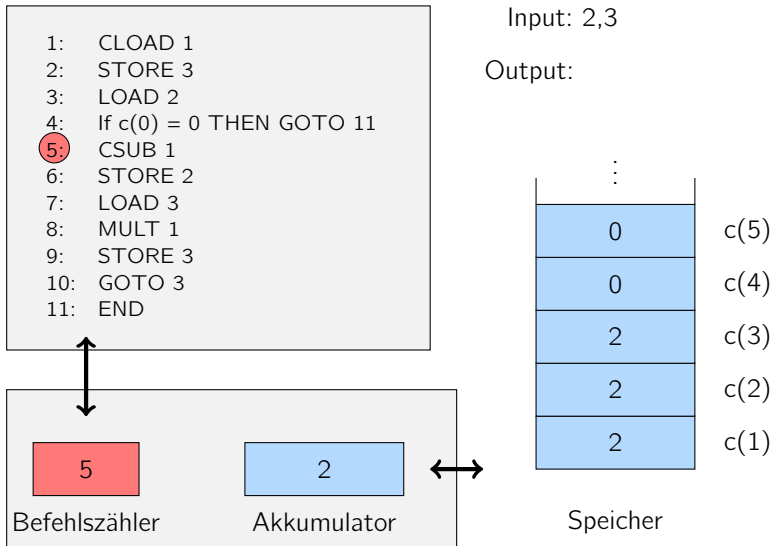 1: CLOAD 1
2: STORE 3
3: LOAD 2
4: If c(0) = 0 THEN GOTO 11
5: CSUB 1
6: STORE 2
7: LOAD 3
8: MULT 1
9: STORE 3
10: GOTO 3
11: END
Input: 2,3
Output:
⋮
0 c(5)
0 c(4)
2 c(3)
2 c(2)
2 c(1)
Speicher
5
Befehlszähler
2
Akkumulator